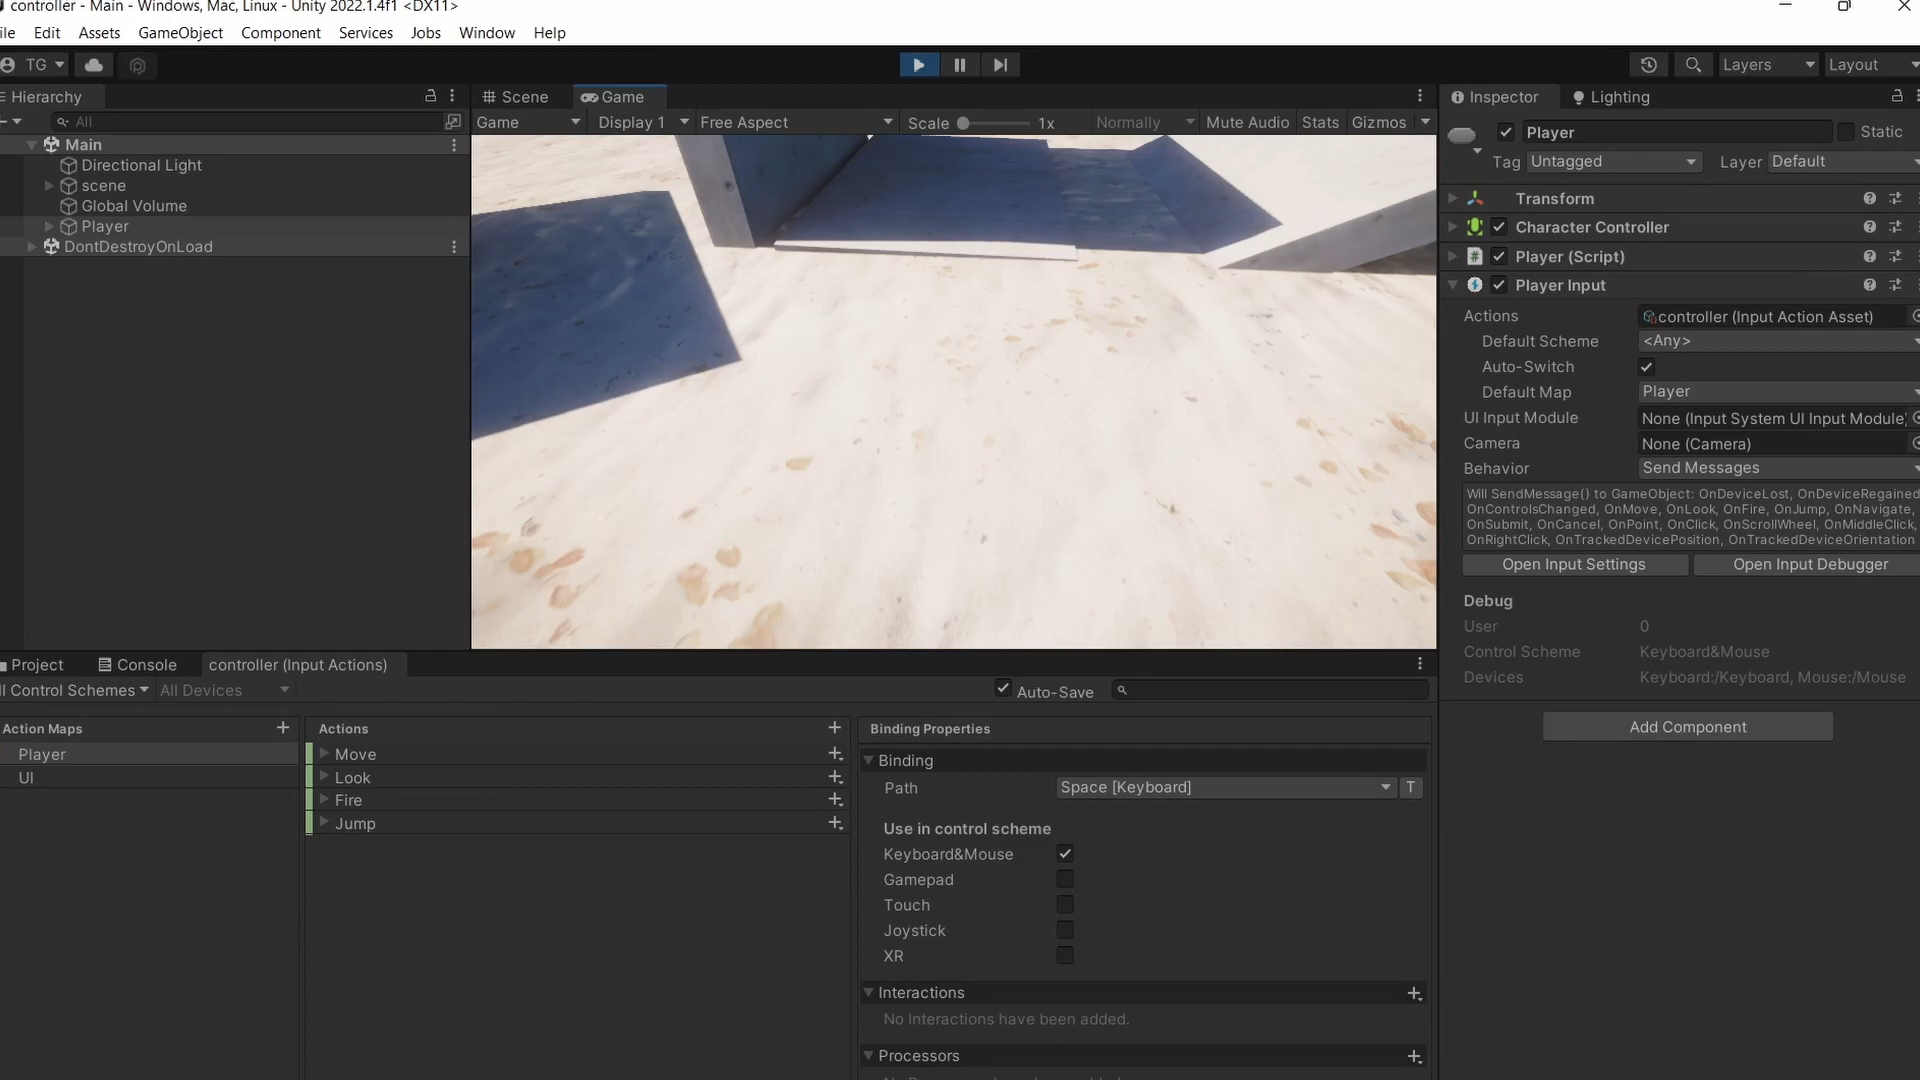 controller - Main - Windows, Mac, Linux - Unity 2022.1.4f1 <DX11>
ile Edit Assets GameObject Component Services Jobs Window Help
TG
Layers Layout
Hierarchy
All
Main
Directional Light
scene
Global Volume
Player
DontDestroyOnLoad
Scene Game
Game Display 1 Free Aspect Scale 1x Normally Mute Audio Stats Gizmos
Inspector Lighting
Player Static
Tag Untagged Layer Default
Transform
Character Controller
Player (Script)
Player Input
Actions controller (Input Action Asset)
Default Scheme <Any>
Auto-Switch
Default Map Player
UI Input Module None (Input System UI Input Module)
Camera None (Camera)
Behavior Send Messages
Will SendMessage() to GameObject: OnDeviceLost, OnDeviceRegained
OnControlsChanged, OnMove, OnLook, OnFire, OnJump, OnNavigate,
OnSubmit, OnCancel, OnPoint, OnClick, OnScrollWheel, OnMiddleClick,
OnRightClick, OnTrackedDevicePosition, OnTrackedDeviceOrientation
Open Input Settings Open Input Debugger
Debug
User 0
Control Scheme Keyboard&Mouse
Devices Keyboard:/Keyboard, Mouse:/Mouse
Add Component
Project Console controller (Input Actions)
ll Control Schemes All Devices Auto-Save
Action Maps
Player
UI
Actions
Move
Look
Fire
Jump
Binding Properties
Binding
Path Space [Keyboard] T
Use in control scheme
Keyboard&Mouse
Gamepad
Touch
Joystick
XR
Interactions
No Interactions have been added.
Processors